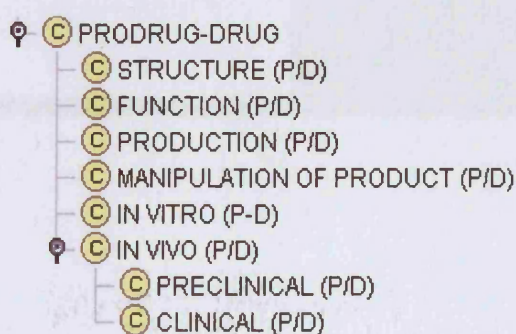 C PRODRUG-DRUG
C STRUCTURE (P/D)
C FUNCTION (P/D)
C PRODUCTION (P/D)
C MANIPULATION OF PRODUCT (P/D)
C IN VITRO (P-D)
C IN VIVO (P/D)
C PRECLINICAL (P/D)
C CLINICAL (P/D)